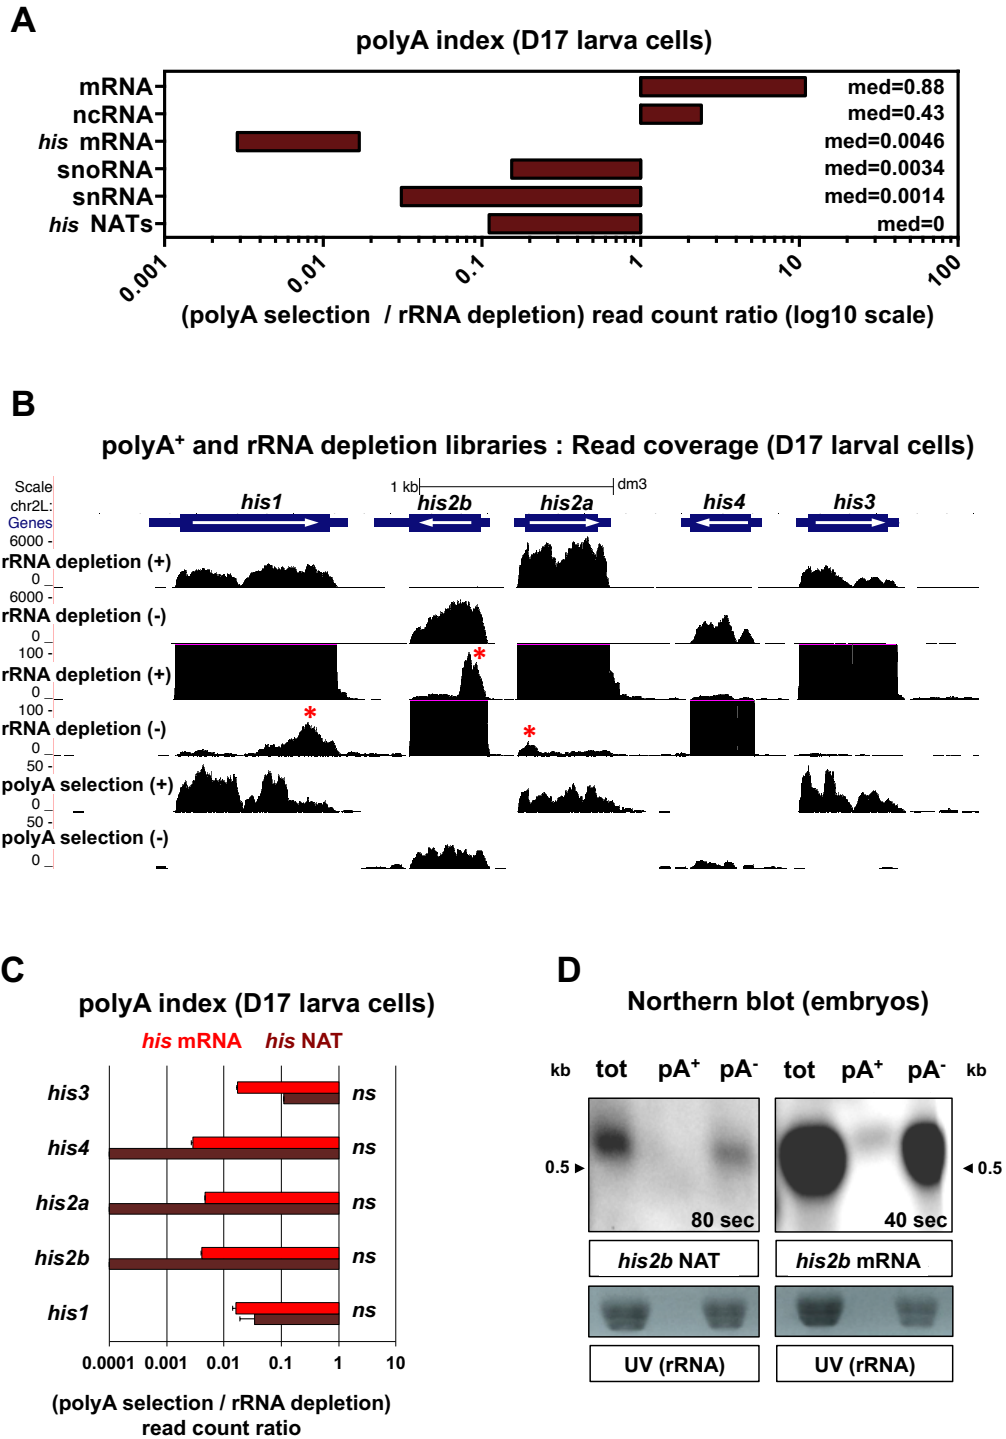 A
polyA index (D17 larva cells)
mRNA med=0.88
ncRNA med=0.43
his mRNA med=0.0046
snoRNA med=0.0034
snRNA med=0.0014
his NATs med=0
0.001 0.01 0.1 1 10 100
(polyA selection / rRNA depletion) read count ratio (log10 scale)
B
polyA⁺ and rRNA depletion libraries : Read coverage (D17 larval cells)
Scale 1 kb dm3
chr2L: his1 his2b his2a his4 his3
Genes
6000 -
rRNA depletion (+)
0 _
6000 -
rRNA depletion (-)
0 _
100 -
rRNA depletion (+) *
0 _
100 -
rRNA depletion (-) * *
0 _
50 -
polyA selection (+)
0 _
50 -
polyA selection (-)
0 _
C
polyA index (D17 larva cells)
his mRNA his NAT
his3 ns
his4 ns
his2a ns
his2b ns
his1 ns
0.0001 0.001 0.01 0.1 1 10
(polyA selection / rRNA depletion)
read count ratio
D
Northern blot (embryos)
kb tot pA⁺ pA⁻ tot pA⁺ pA⁻ kb
0.5 0.5
80 sec 40 sec
his2b NAT his2b mRNA
UV (rRNA) UV (rRNA)